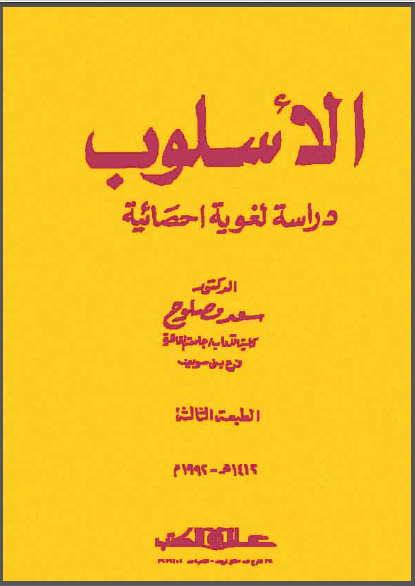 الأسلوب
دراسة لغوية احصائية
الدكتور
سعد مصلوح
كلية الآداب/جامعة القاهرة
فرع بني سويف
الطبعة الثالثة
١٤١٢هـ - ١٩٩٢م
عالم الكتب